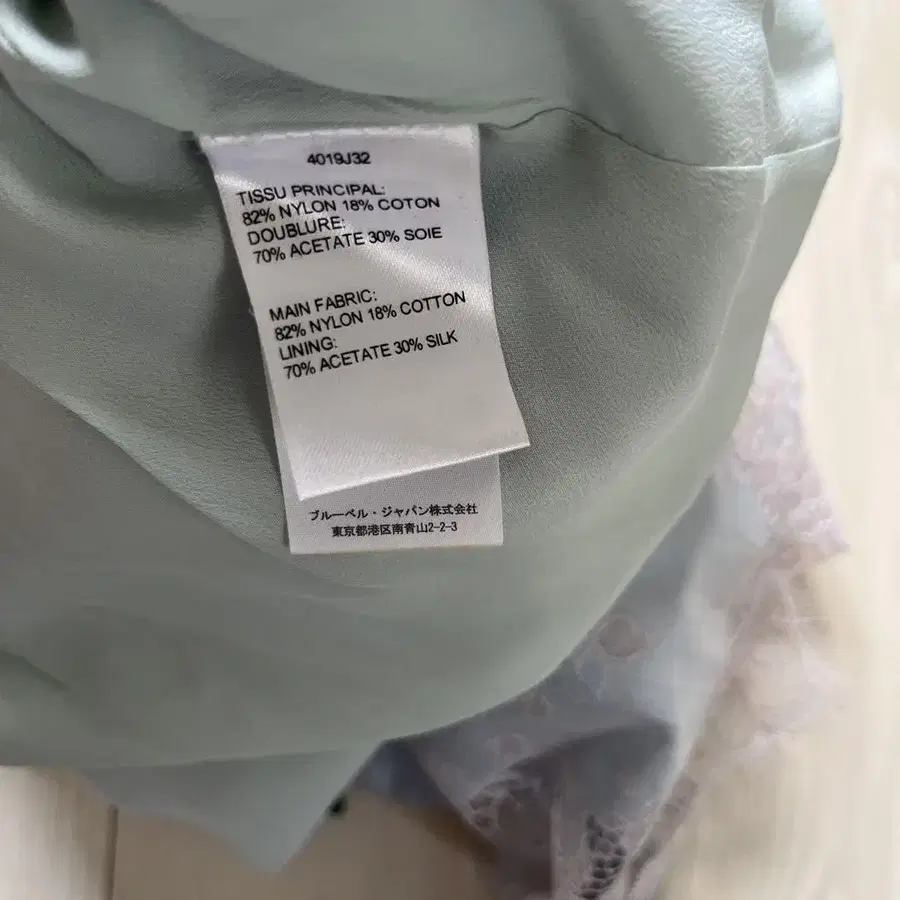 4019J32
TISSU PRINCIPAL:
82% NYLON 18% COTON
DOUBLURE:
70% ACETATE 30% SOIE
MAIN FABRIC:
82% NYLON 18% COTTON
LINING:
70% ACETATE 30% SILK
ブルーベル・ジャパン株式会社
東京都港区南青山2-2-3